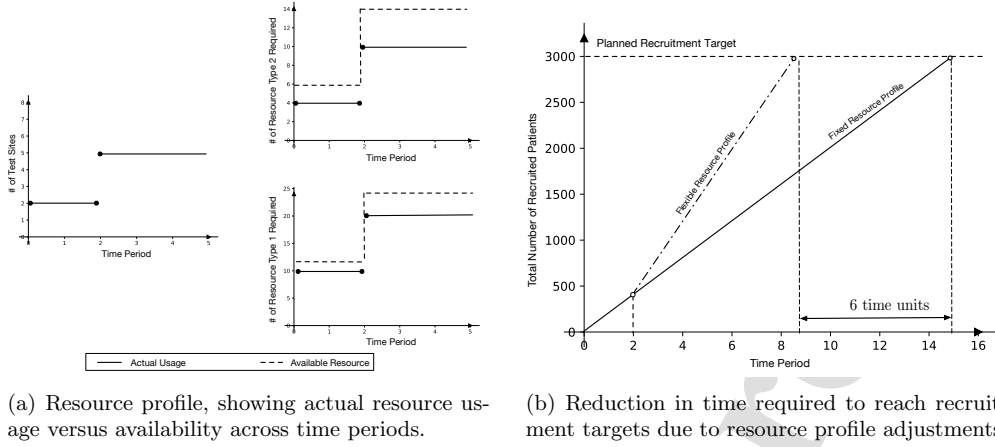 # of Test Sites
8
7
6
5
4
3
2
1
0
0 1 2 3 4 5
Time Period
# of Resource Type 2 Required
14
12
10
8
6
4
2
0
0 1 2 3 4 5
Time Period
# of Resource Type 1 Required
25
20
15
10
5
0
0 1 2 3 4 5
Time Period
Actual Usage Available Resource
(a) Resource profile, showing actual resource us-
age versus availability across time periods.
Planned Recruitment Target
Total Number of Recruited Patients
3000
2500
2000
1500
1000
500
0
Flexible Resource Profile
Fixed Resource Profile
6 time units
0 2 4 6 8 10 12 14 16
Time Period
(b) Reduction in time required to reach recruit
ment targets due to resource profile adjustments